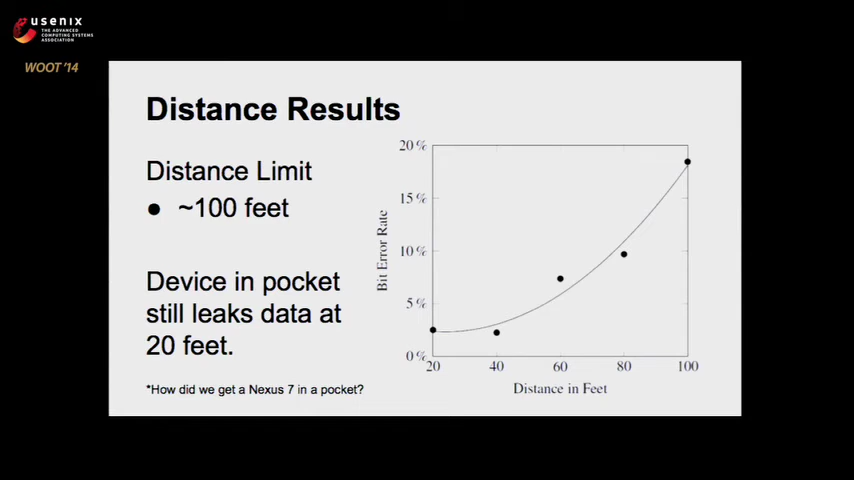 usenix
THE ADVANCED
COMPUTING SYSTEMS
ASSOCIATION
WOOT '14
Distance Results
Distance Limit
● ~100 feet
Device in pocket
still leaks data at
20 feet.
*How did we get a Nexus 7 in a pocket?
20 %
15 %
10 %
5 %
0 %
Bit Error Rate
20 40 60 80 100
Distance in Feet